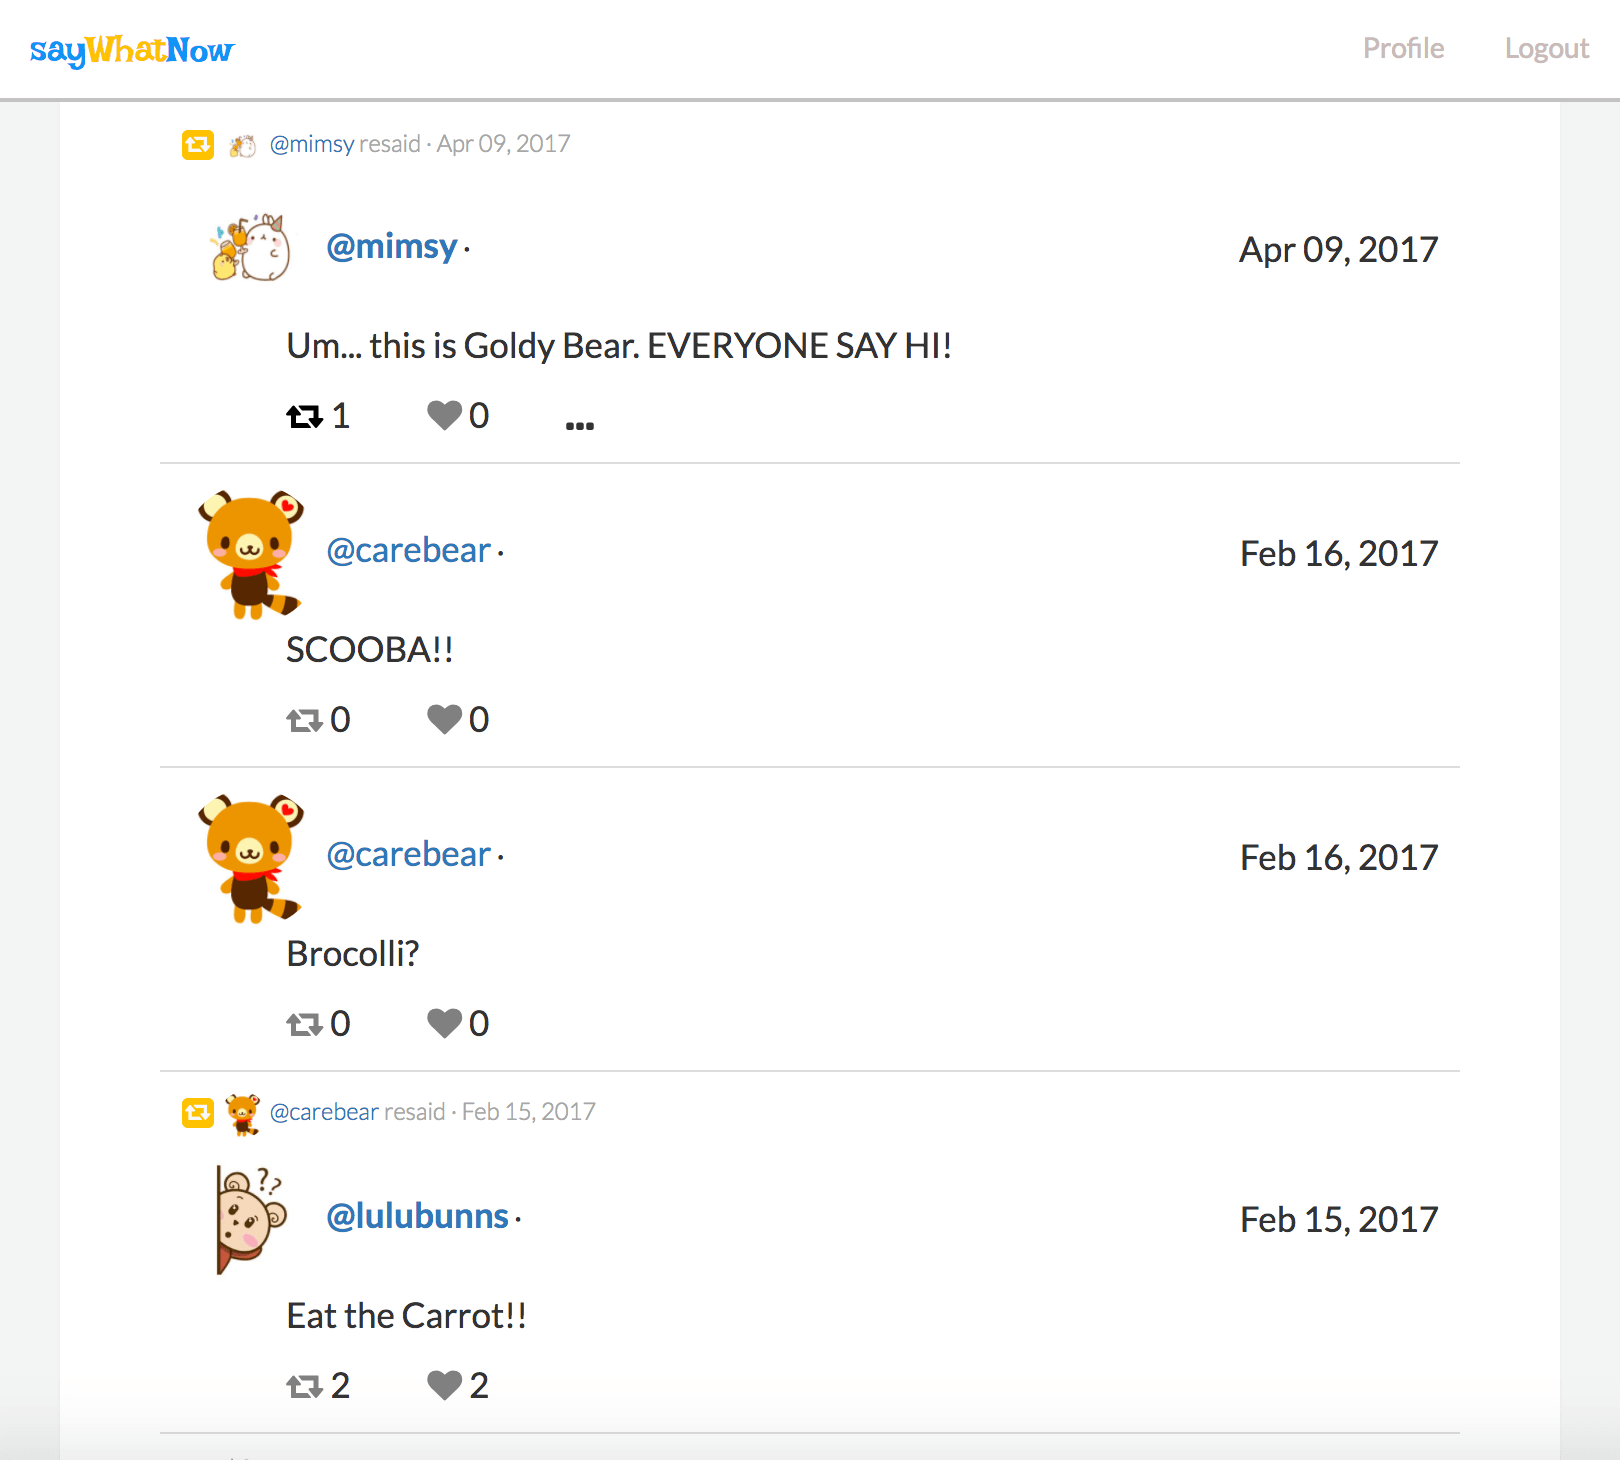 sayWhatNow
Profile Logout
@mimsy resaid · Apr 09, 2017
@mimsy · Apr 09, 2017
Um... this is Goldy Bear. EVERYONE SAY HI!
1 0 ...
@carebear · Feb 16, 2017
SCOOBA!!
0 0
@carebear · Feb 16, 2017
Brocolli?
0 0
@carebear resaid · Feb 15, 2017
??
@lulubunns · Feb 15, 2017
Eat the Carrot!!
2 2